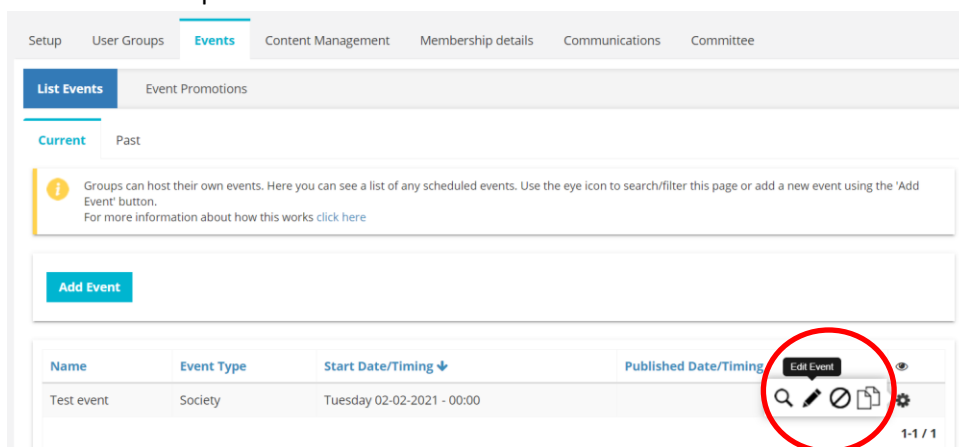 Setup User Groups Events Content Management Membership details Communications Committee
List Events Event Promotions
Current Past
Groups can host their own events. Here you can see a list of any scheduled events. Use the eye icon to search/filter this page or add a new event using the 'Add
Event' button.
For more information about how this works click here
Add Event
Name Event Type Start Date/Timing Published Date/Timing Edit Event
Test event Society Tuesday 02-02-2021 - 00:00
1-1 / 1